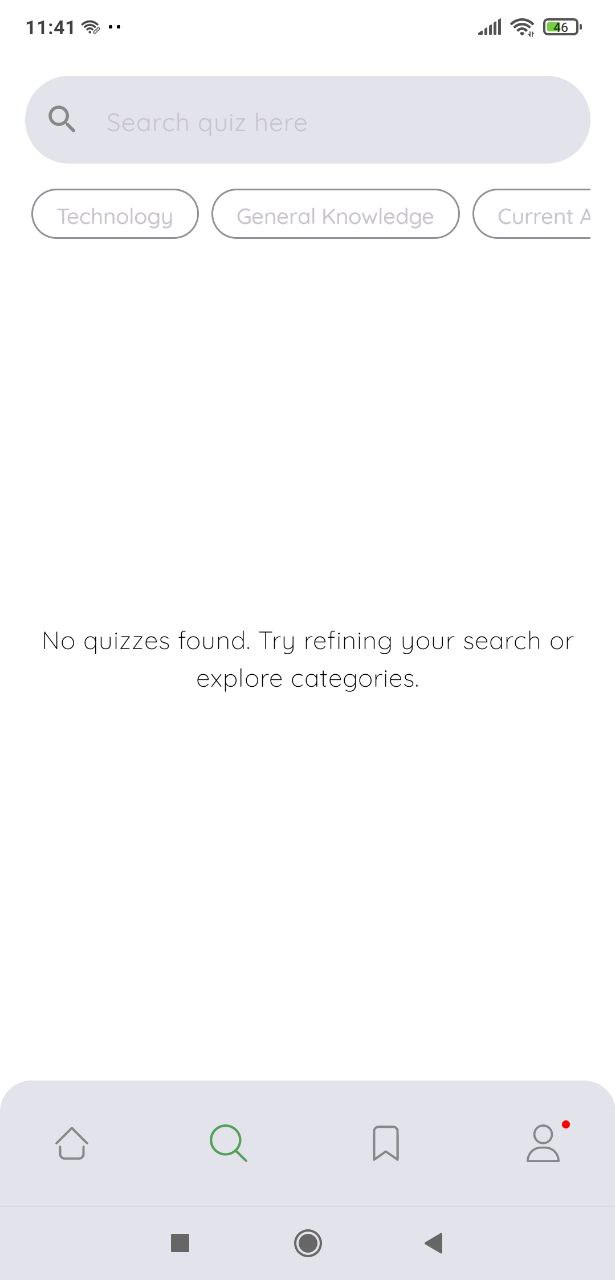 11:41
46
Search quiz here
Technology General Knowledge Current A
No quizzes found. Try refining your search or
explore categories.